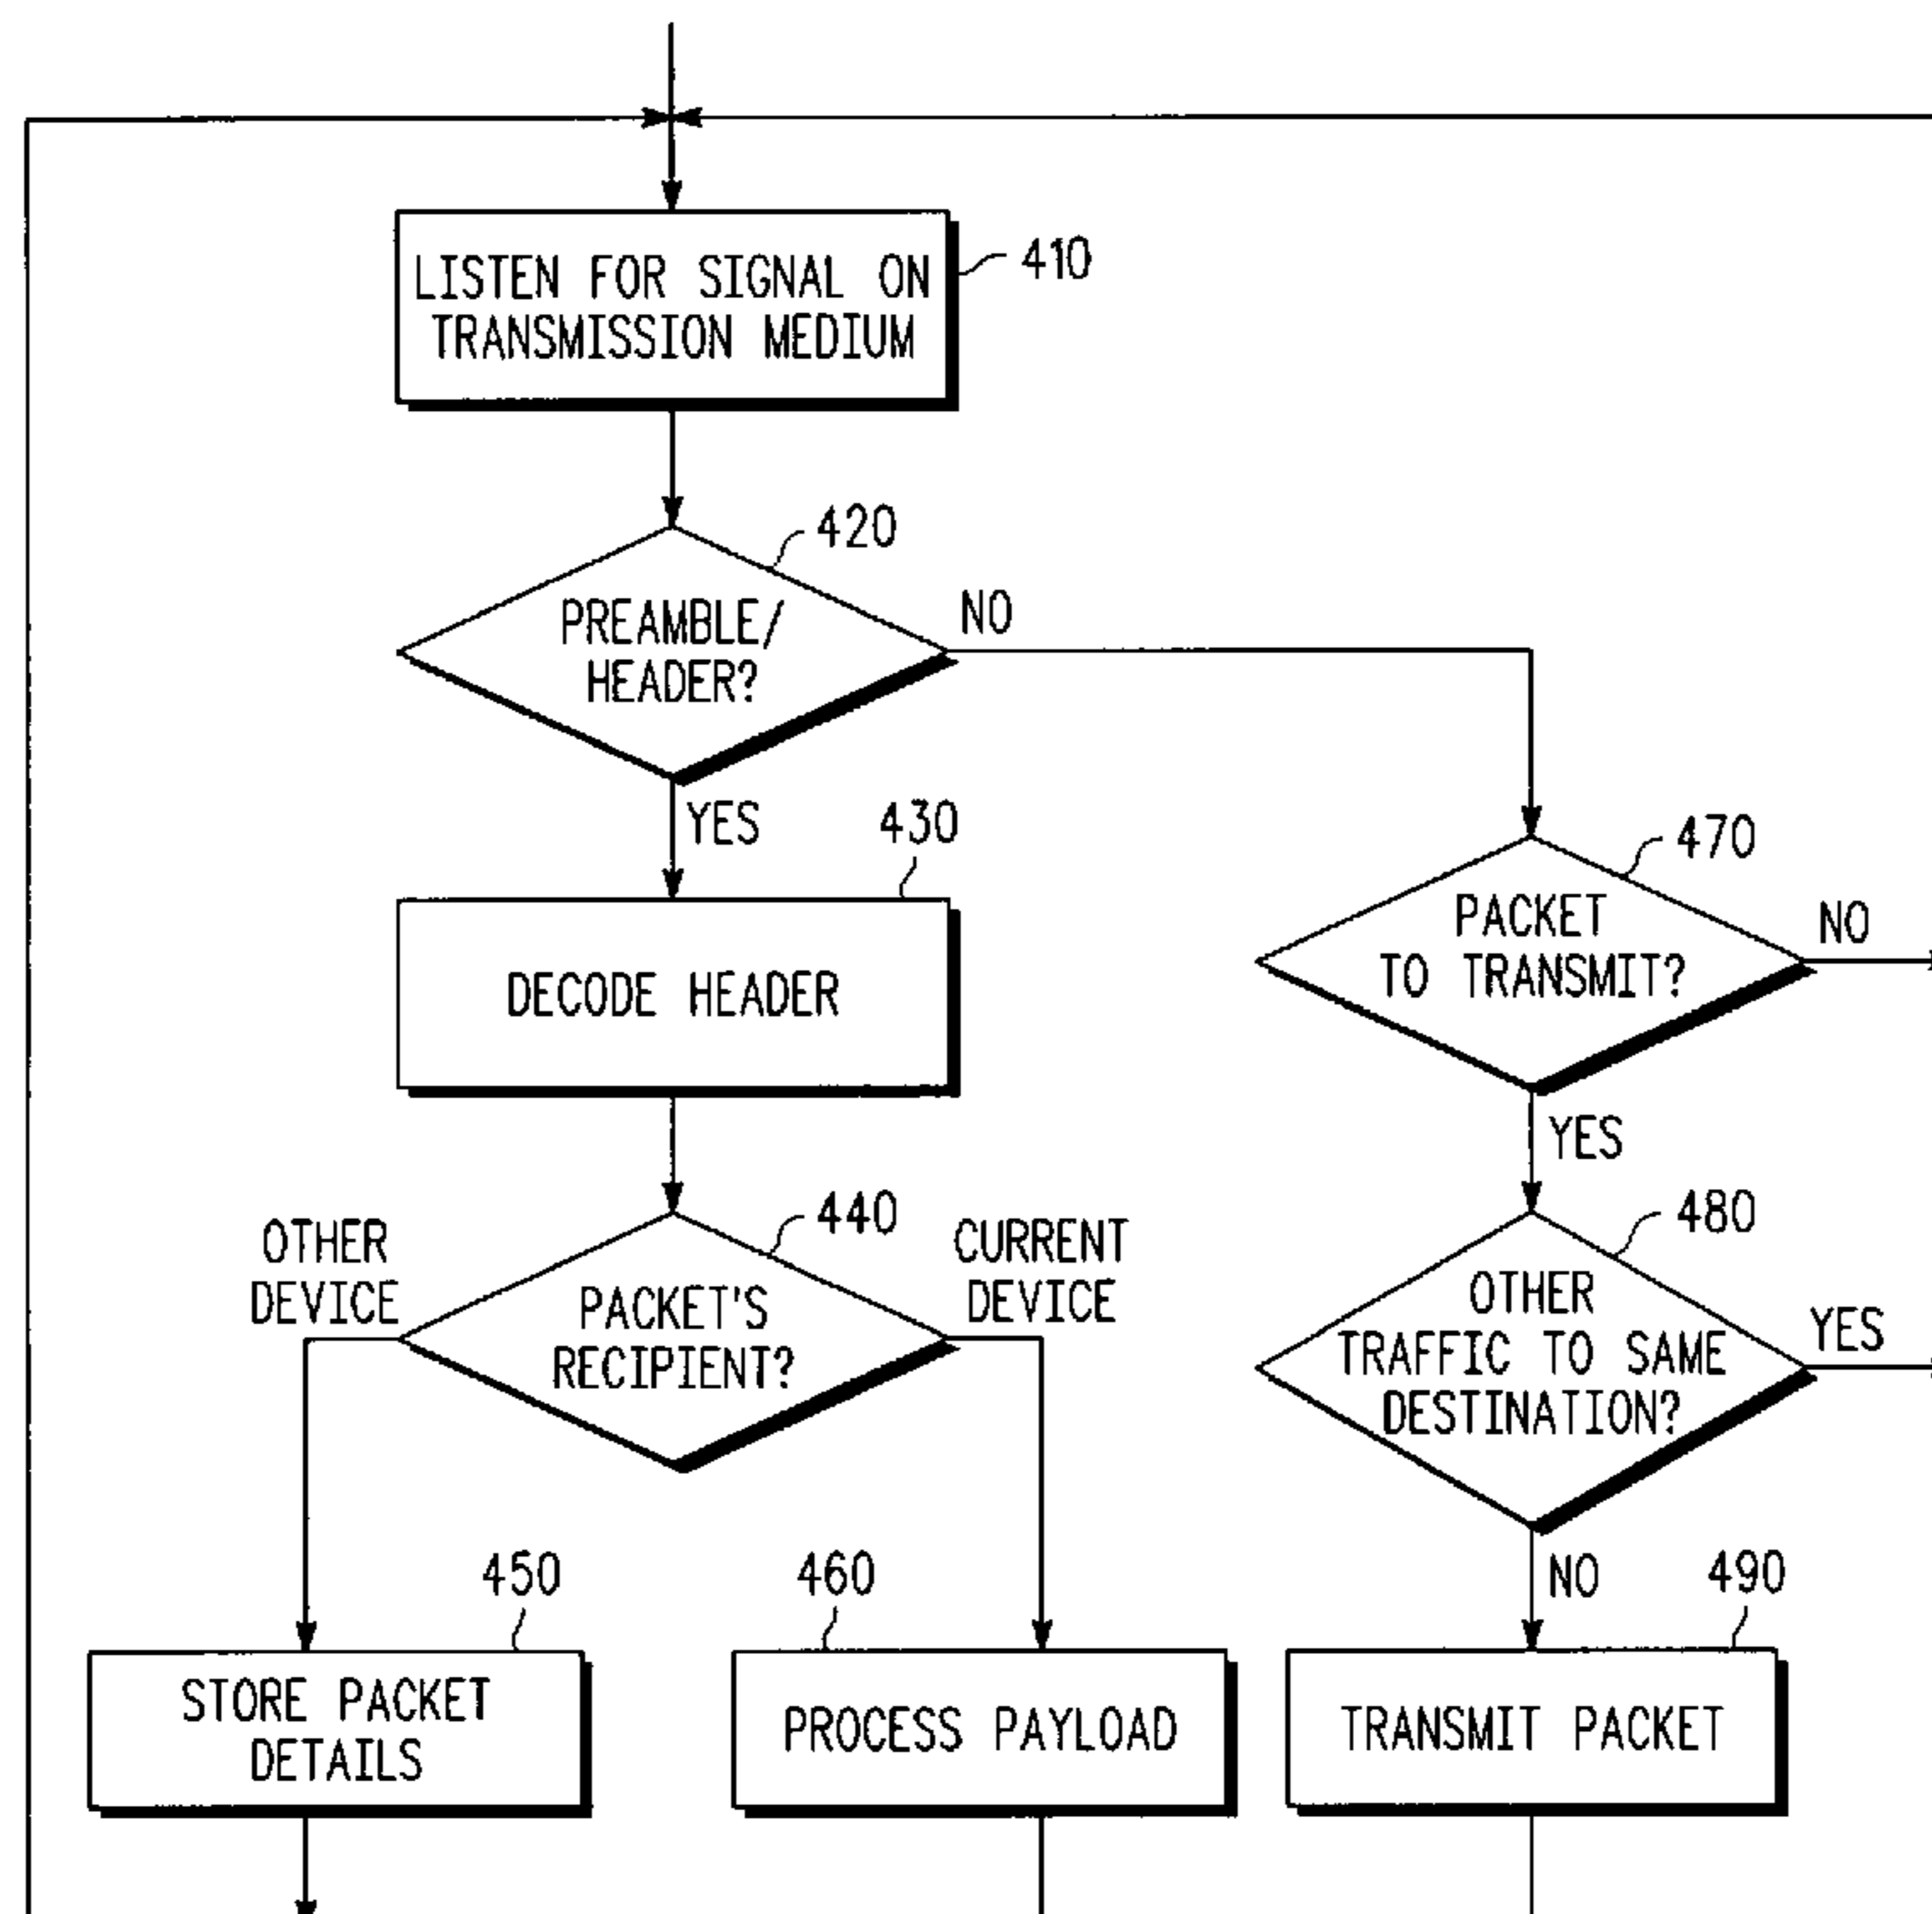 LISTEN FOR SIGNAL ON
TRANSMISSION MEDIUM
410
420
PREAMBLE/
HEADER?
NO
YES
430
DECODE HEADER
470
PACKET
TO TRANSMIT?
NO
YES
440
OTHER
DEVICE
PACKET'S
RECIPIENT?
CURRENT
DEVICE
480
OTHER
TRAFFIC TO SAME
DESTINATION?
YES
NO
450
STORE PACKET
DETAILS
460
PROCESS PAYLOAD
490
TRANSMIT PACKET